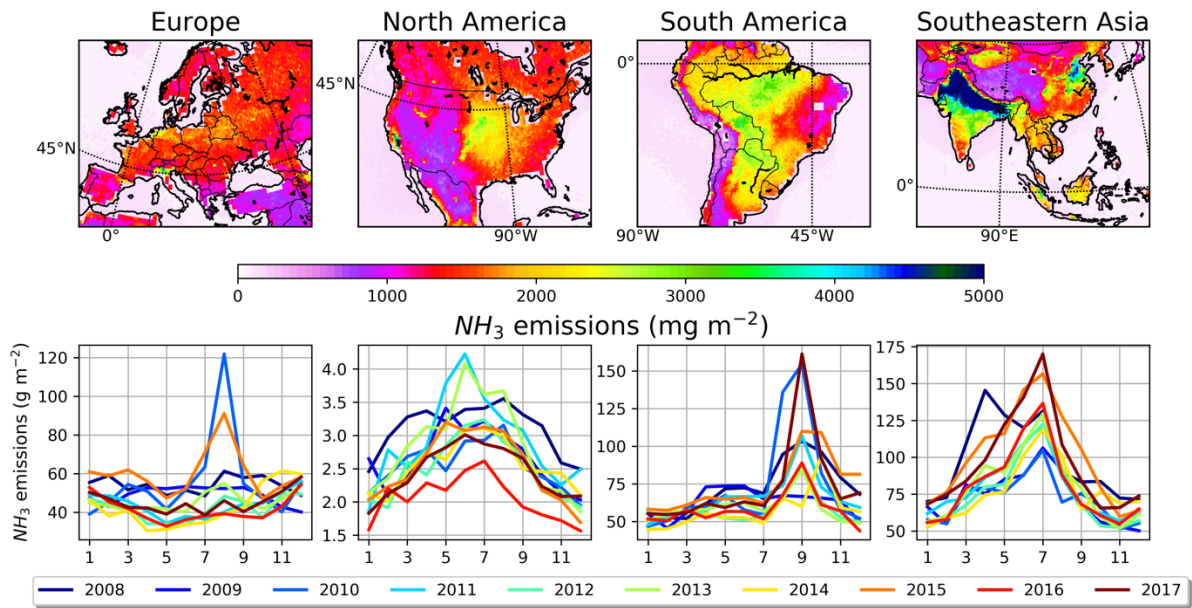 Europe North America South America Southeastern Asia
45°N 45°N 0° 0°
0° 90°W 90°W 45°W 90°E
0 1000 2000 3000 4000 5000
NH₃ emissions (mg m⁻²)
NH₃ emissions (g m⁻²)
120
100
80
60
40
1 3 5 7 9 11
4.0
3.5
3.0
2.5
2.0
1.5
1 3 5 7 9 11
150
125
100
75
50
1 3 5 7 9 11
175
150
125
100
75
50
1 3 5 7 9 11
2008 2009 2010 2011 2012 2013 2014 2015 2016 2017